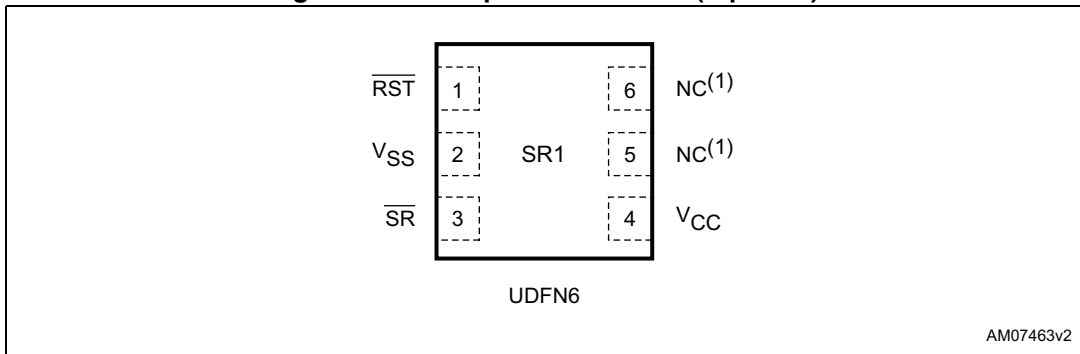 RST 1 6 NC(1)
VSS 2 SR1 5 NC(1)
SR 3 4 VCC
UDFN6
AM07463v2